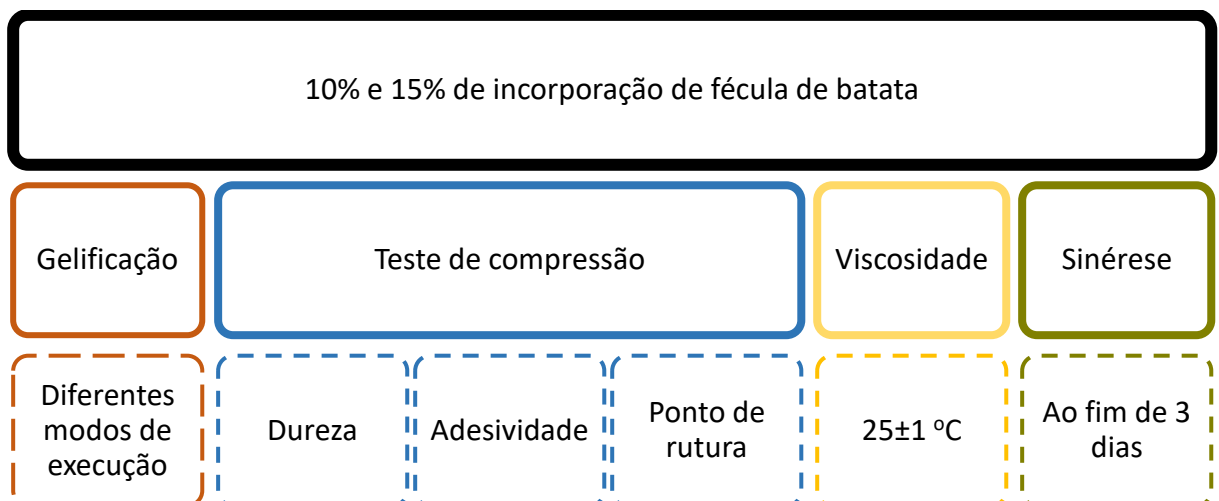 10% e 15% de incorporação de fécula de batata
Gelificação
Teste de compressão
Viscosidade
Sinérese
Diferentes
modos de
execução
Dureza
Adesividade
Ponto de
rutura
25±1 ºC
Ao fim de 3
dias